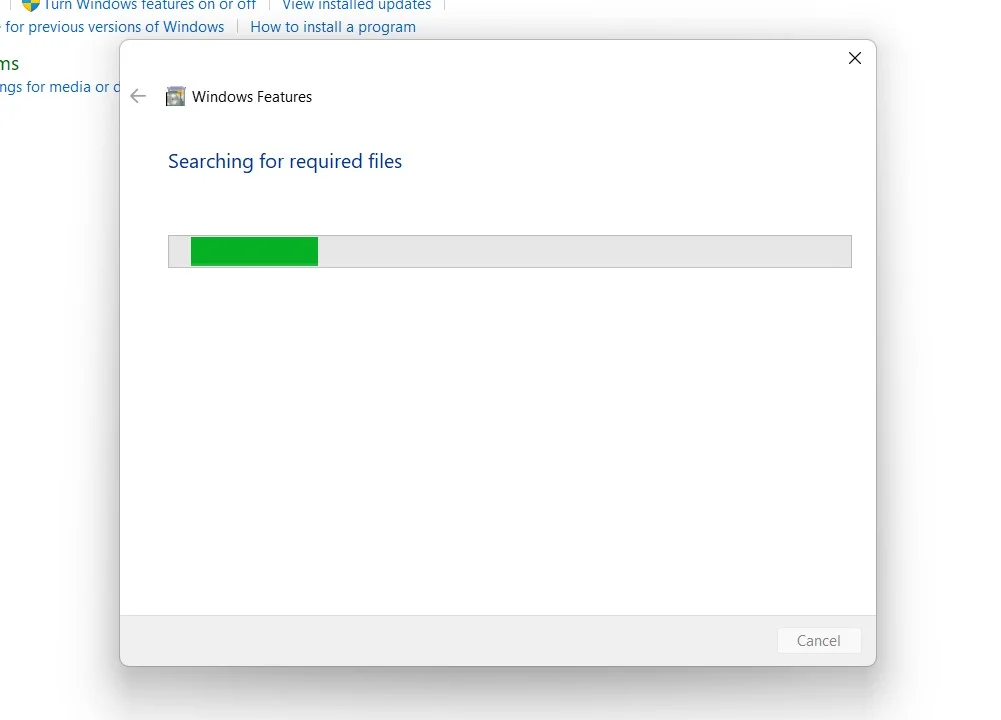 Turn Windows features on or off View installed updates
for previous versions of Windows How to install a program
ms
ngs for media or d
Windows Features
Searching for required files
Cancel